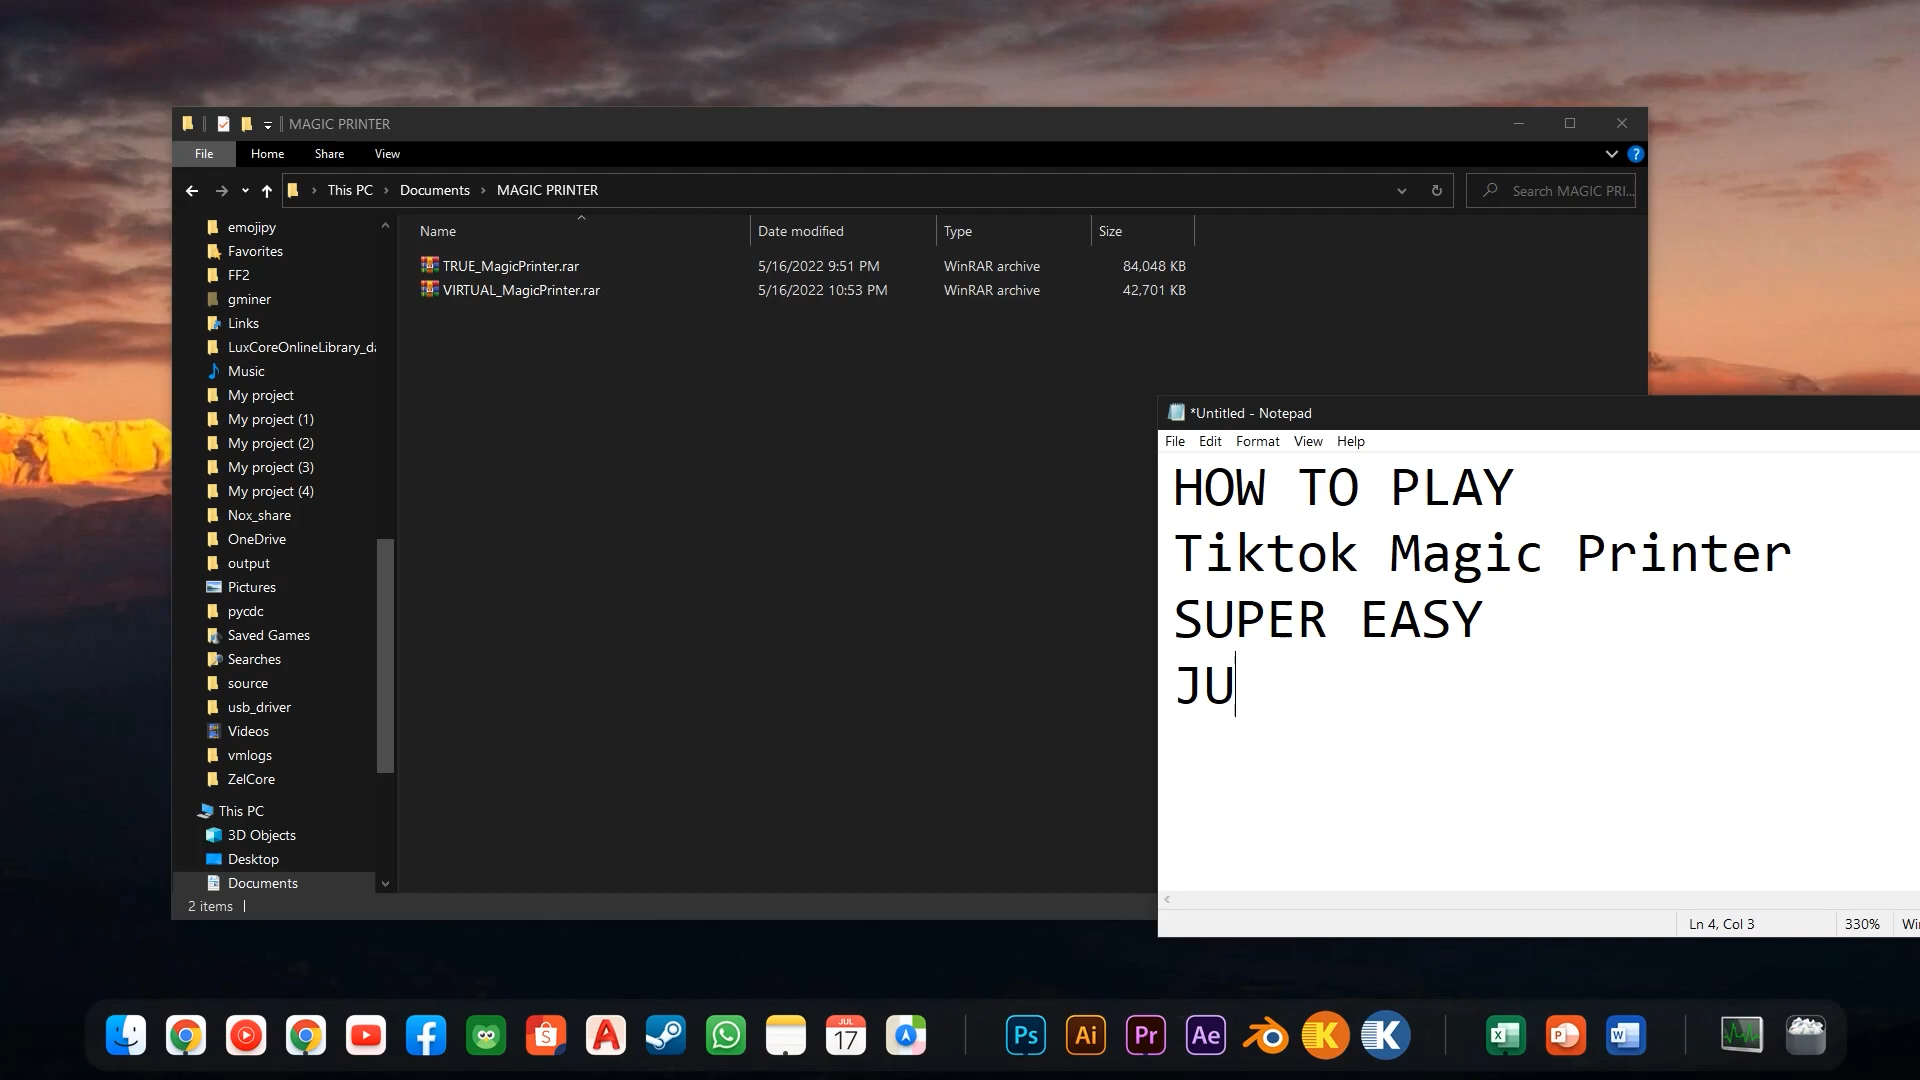 MAGIC PRINTER
File Home Share View
This PC Documents MAGIC PRINTER
Search MAGIC PRI...
Name Date modified Type Size
TRUE_MagicPrinter.rar 5/16/2022 9:51 PM WinRAR archive 84,048 KB
VIRTUAL_MagicPrinter.rar 5/16/2022 10:53 PM WinRAR archive 42,701 KB
emojipy
Favorites
FF2
gminer
Links
LuxCoreOnlineLibrary_da
Music
My project
My project (1)
My project (2)
My project (3)
My project (4)
Nox_share
OneDrive
output
Pictures
pycdc
Saved Games
Searches
source
usb_driver
Videos
vmlogs
ZelCore
This PC
3D Objects
Desktop
Documents
2 items
*Untitled - Notepad
File Edit Format View Help
HOW TO PLAY
Tiktok Magic Printer
SUPER EASY
JU
Ln 4, Col 3 330% Wi
JUL
17
Ps Ai Pr Ae K K